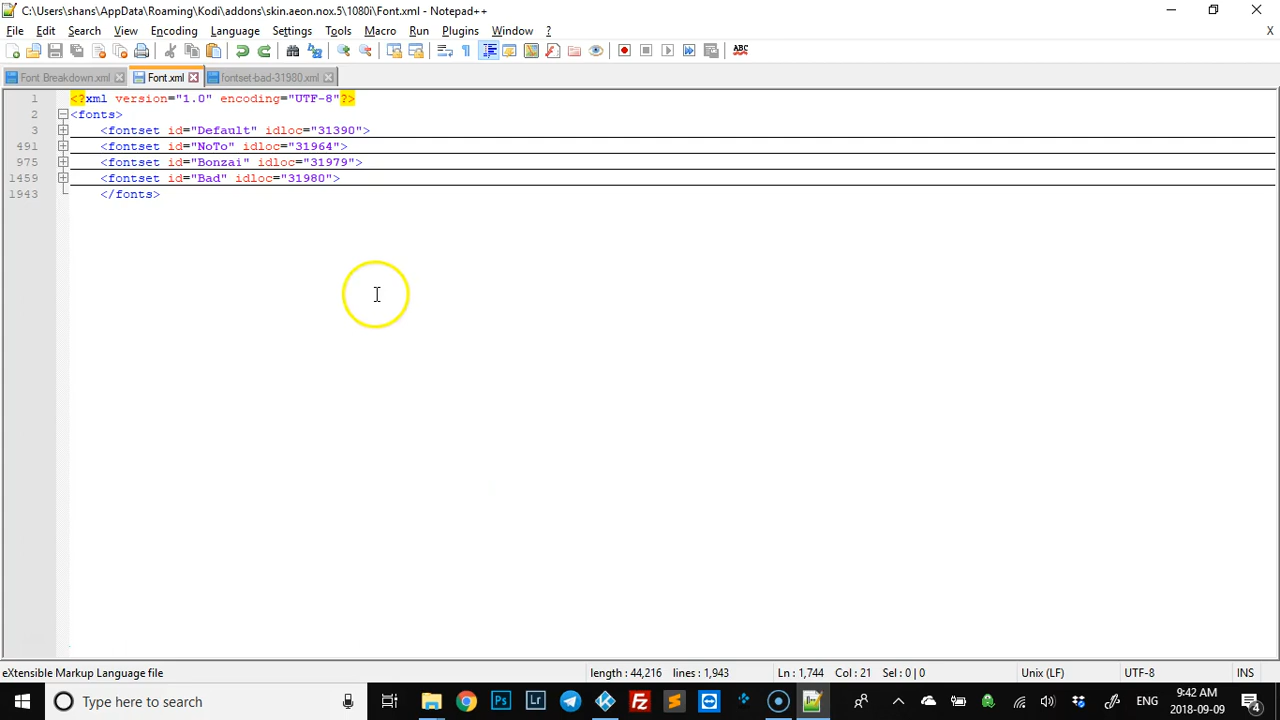 C:\Users\shans\AppData\Roaming\Kodi\addons\skin.aeon.nox.5\1080i\Font.xml - Notepad++
File Edit Search View Encoding Language Settings Tools Macro Run Plugins Window ? X
ABC
Font Breakdown.xml Font.xml fontset-bad-31980.xml
1 <?xml version="1.0" encoding="UTF-8"?>
2 <fonts>
3 <fontset id="Default" idloc="31390">
491 <fontset id="NoTo" idloc="31964">
975 <fontset id="Bonzai" idloc="31979">
1459 <fontset id="Bad" idloc="31980">
1943 </fonts>
eXtensible Markup Language file length : 44,216 lines : 1,943 Ln : 1,744 Col : 21 Sel : 0 | 0 Unix (LF) UTF-8 INS
Type here to search Ps Lr Fz ENG 9:42 AM 2018-09-09 4